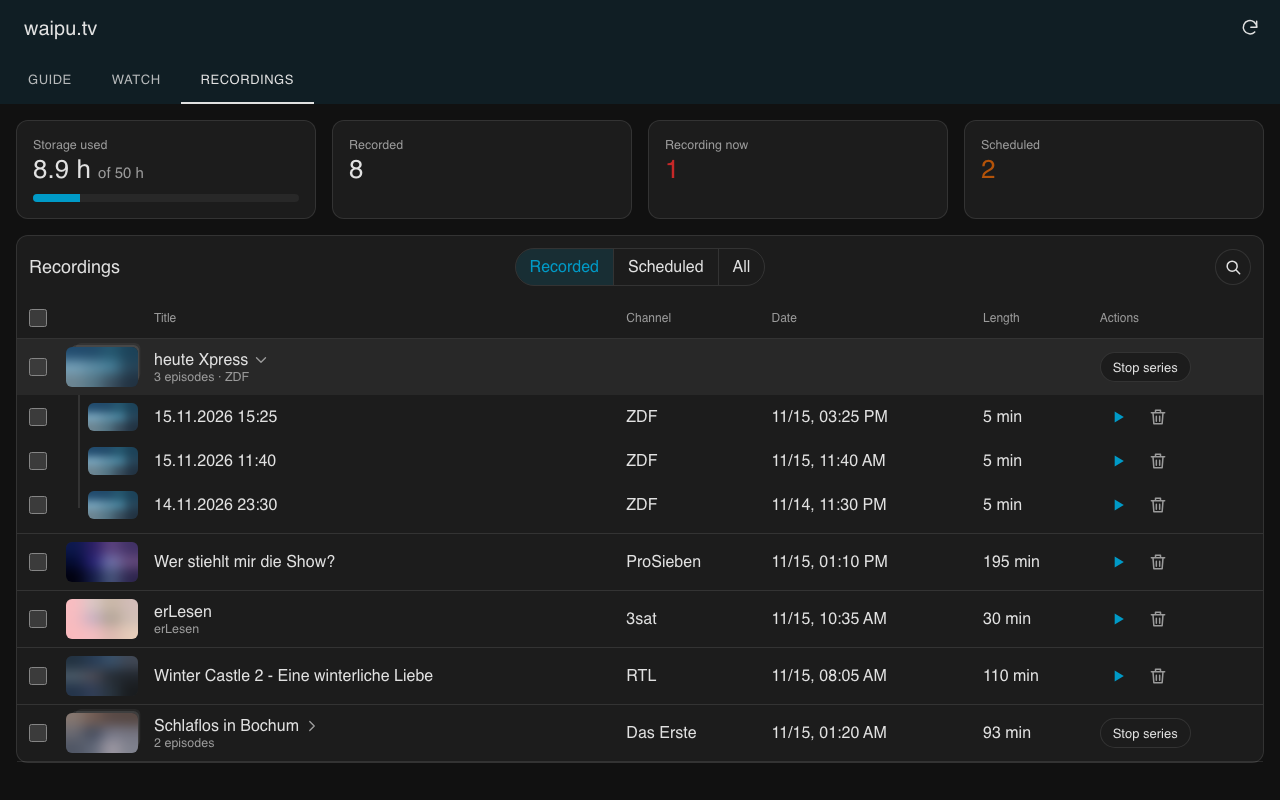 waipu.tv
GUIDE WATCH RECORDINGS
Storage used
8.9 h of 50 h
Recorded
8
Recording now
1
Scheduled
2
Recordings
Recorded Scheduled All
Title Channel Date Length Actions
heute Xpress
3 episodes · ZDF
Stop series
15.11.2026 15:25 ZDF 11/15, 03:25 PM 5 min
15.11.2026 11:40 ZDF 11/15, 11:40 AM 5 min
14.11.2026 23:30 ZDF 11/14, 11:30 PM 5 min
Wer stiehlt mir die Show? ProSieben 11/15, 01:10 PM 195 min
erLesen
erLesen
3sat 11/15, 10:35 AM 30 min
Winter Castle 2 - Eine winterliche Liebe RTL 11/15, 08:05 AM 110 min
Schlaflos in Bochum
2 episodes
Das Erste 11/15, 01:20 AM 93 min Stop series